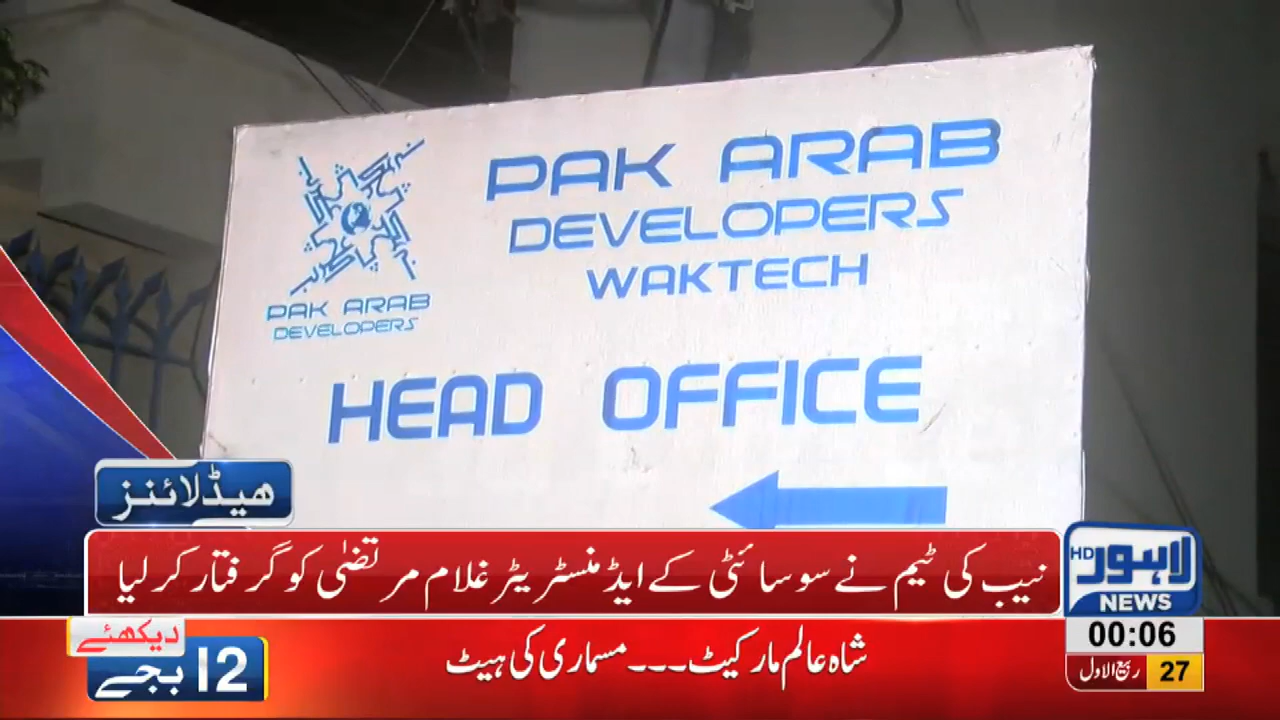 PAK ARAB
DEVELOPERS
WAKTECH
PAK ARAB
DEVELOPERS
HEAD OFFICE
ہیڈلائنز
نیب کی ٹیم نے سوسائٹی کے ایڈمنسٹریٹر غلام مرتضیٰ کو گرفتار کر لیا
HD لاہور
NEWS
دیکھئے
12 بجے
شاہ عالم مارکیٹ۔۔۔مسماری کی ہیٹ
00:06
27 ربیع الاول